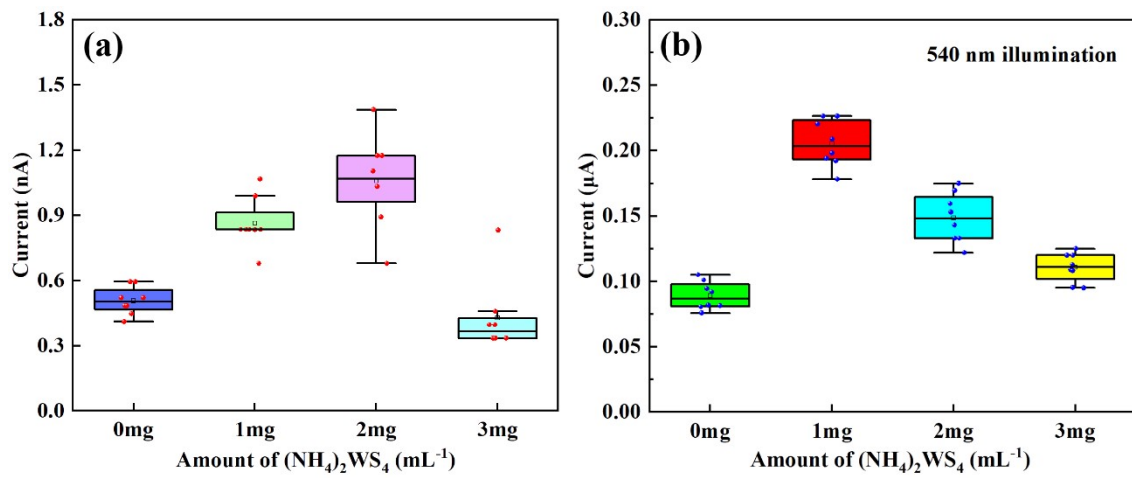 (a)
1.8
1.5
1.2
0.9
0.6
0.3
0.0
Current (nA)
0mg 1mg 2mg 3mg
Amount of (NH₄)₂WS₄ (mL⁻¹)
(b)
540 nm illumination
0.30
0.25
0.20
0.15
0.10
0.05
0.00
Current (μA)
0mg 1mg 2mg 3mg
Amount of (NH₄)₂WS₄ (mL⁻¹)